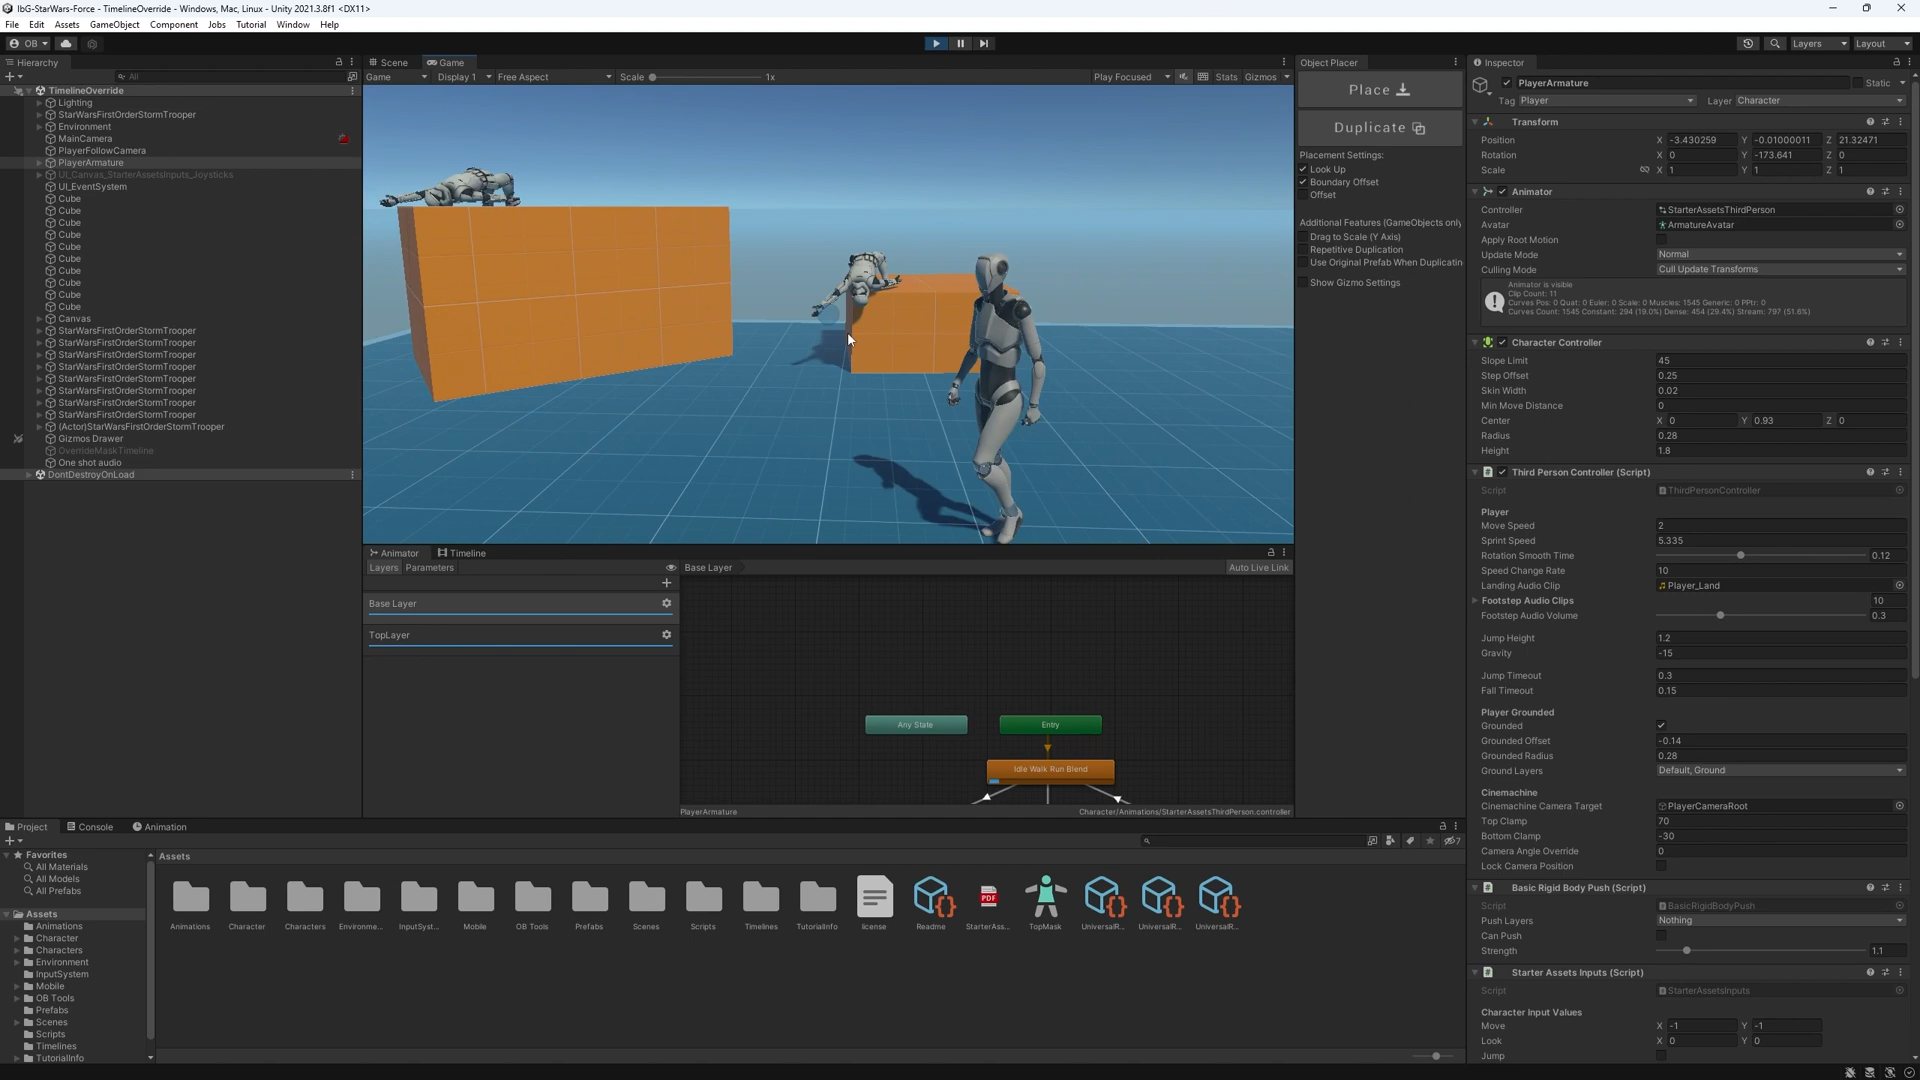 IbG-StarWars-Force - TimelineOverride - Windows, Mac, Linux - Unity 2021.3.8f1 <DX11>
File Edit Assets GameObject Component Jobs Tutorial Window Help
OB Layers Layout
Hierarchy
All
TimelineOverride
Lighting
StarWarsFirstOrderStormTrooper
Environment
MainCamera
PlayerFollowCamera
PlayerArmature
UI_Canvas_StarterAssetsInputs_Joysticks
UI_EventSystem
Cube
Cube
Cube
Cube
Cube
Cube
Cube
Cube
Cube
Cube
Canvas
StarWarsFirstOrderStormTrooper
StarWarsFirstOrderStormTrooper
StarWarsFirstOrderStormTrooper
StarWarsFirstOrderStormTrooper
StarWarsFirstOrderStormTrooper
StarWarsFirstOrderStormTrooper
StarWarsFirstOrderStormTrooper
StarWarsFirstOrderStormTrooper
(Actor)StarWarsFirstOrderStormTrooper
Gizmos Drawer
OverrideMaskTimeline
One shot audio
DontDestroyOnLoad
Scene Game
Game Display 1 Free Aspect Scale 1x Play Focused Stats Gizmos
Animator Timeline
Layers Parameters Base Layer Auto Live Link
Base Layer
TopLayer
Any State Entry
Idle Walk Run Blend
PlayerArmature Character/Animations/StarterAssetsThirdPerson.controller
Object Placer
Place
Duplicate
Placement Settings:
Look Up
Boundary Offset
Offset
Additional Features (GameObjects only
Drag to Scale (Y Axis)
Repetitive Duplication
Use Original Prefab When Duplicatin
Show Gizmo Settings
Inspector
PlayerArmature Static
Tag Player Layer Character
Transform
Position X -3.430259 Y -0.01000011 Z 21.32471
Rotation X 0 Y -173.641 Z 0
Scale X 1 Y 1 Z 1
Animator
Controller StarterAssetsThirdPerson
Avatar ArmatureAvatar
Apply Root Motion
Update Mode Normal
Culling Mode Cull Update Transforms
Animator is visible
Clip Count: 11
Curves Pos: 0 Quat: 0 Euler: 0 Scale: 0 Muscles: 1545 Generic: 0 PPtr: 0
Curves Count: 1545 Constant: 294 (19.0%) Dense: 454 (29.4%) Stream: 797 (51.6%)
Character Controller
Slope Limit 45
Step Offset 0.25
Skin Width 0.02
Min Move Distance 0
Center X 0 Y 0.93 Z 0
Radius 0.28
Height 1.8
Third Person Controller (Script)
Script ThirdPersonController
Player
Move Speed 2
Sprint Speed 5.335
Rotation Smooth Time 0.12
Speed Change Rate 10
Landing Audio Clip Player_Land
Footstep Audio Clips 10
Footstep Audio Volume 0.3
Jump Height 1.2
Gravity -15
Jump Timeout 0.3
Fall Timeout 0.15
Player Grounded
Grounded
Grounded Offset -0.14
Grounded Radius 0.28
Ground Layers Default, Ground
Cinemachine
Cinemachine Camera Target PlayerCameraRoot
Top Clamp 70
Bottom Clamp -30
Camera Angle Override 0
Lock Camera Position
Basic Rigid Body Push (Script)
Script BasicRigidBodyPush
Push Layers Nothing
Can Push
Strength 1.1
Starter Assets Inputs (Script)
Script StarterAssetsInputs
Character Input Values
Move X -1 Y -1
Look X 0 Y 0
Jump
Project Console Animation
7
Favorites
All Materials
All Models
All Prefabs
Assets
Animations
Character
Characters
Environment
InputSystem
Mobile
OB Tools
Prefabs
Scenes
Scripts
Timelines
TutorialInfo
Assets
PDF
Animations Character Characters Environme... InputSyst... Mobile OB Tools Prefabs Scenes Scripts Timelines TutorialInfo license Readme StarterAss... TopMask UniversalR... UniversalR... UniversalR...